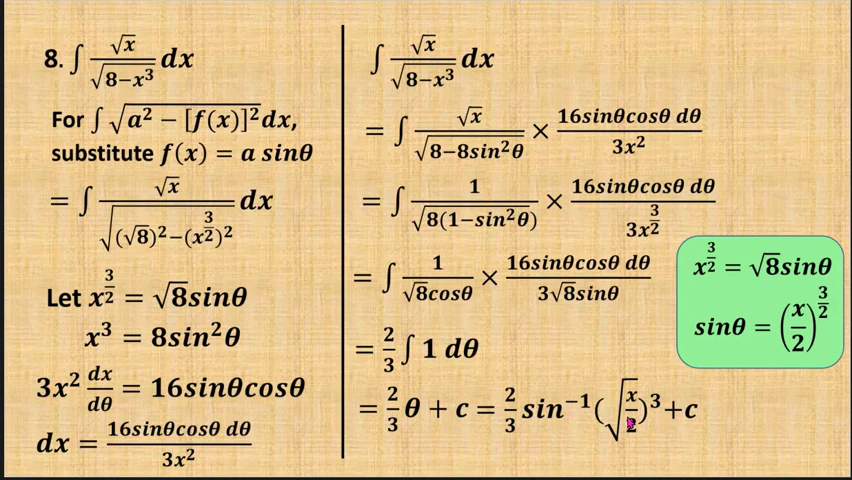 8. ∫ √x / √(8−x³) dx
For ∫ √(a² − [f(x)]²) dx,
substitute f(x) = a sinθ
= ∫ √x / √((√8)²−(x^(3/2))²) dx
Let x^(3/2) = √8sinθ
x³ = 8sin²θ
3x² dx/dθ = 16sinθcosθ
dx = 16sinθcosθ dθ / 3x²
∫ √x / √(8−x³) dx
= ∫ √x / √(8−8sin²θ) × 16sinθcosθ dθ / 3x²
= ∫ 1 / √(8(1−sin²θ)) × 16sinθcosθ dθ / 3x^(3/2)
= ∫ 1 / √8cosθ × 16sinθcosθ dθ / 3√8sinθ
= 2/3 ∫ 1 dθ
= 2/3 θ + c = 2/3 sin⁻¹(√(x/2))³+c
x^(3/2) = √8sinθ
sinθ = (x/2)^(3/2)